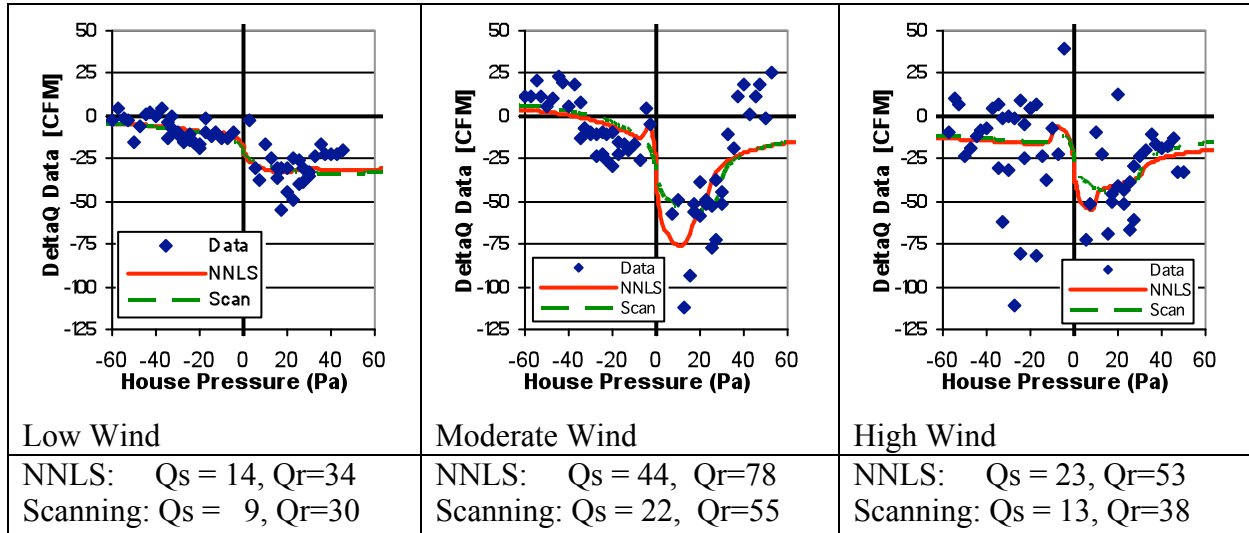 50
25
0
-25
-50
-75
-100
-125
DeltaQ Data [CFM]
Data
NNLS
Scan
-60 -40 -20 0 20 40 60
House Pressure (Pa)
Low Wind
NNLS: Qs = 14, Qr=34
Scanning: Qs = 9, Qr=30
50
25
0
-25
-50
-75
-100
-125
DeltaQ Data [CFM]
Data
NNLS
Scan
-60 -40 -20 0 20 40 60
House Pressure (Pa)
Moderate Wind
NNLS: Qs = 44, Qr=78
Scanning: Qs = 22, Qr=55
50
25
0
-25
-50
-75
-100
-125
DeltaQ Data [CFM]
Data
NNLS
Scan
-60 -40 -20 0 20 40 60
House Pressure (Pa)
High Wind
NNLS: Qs = 23, Qr=53
Scanning: Qs = 13, Qr=38